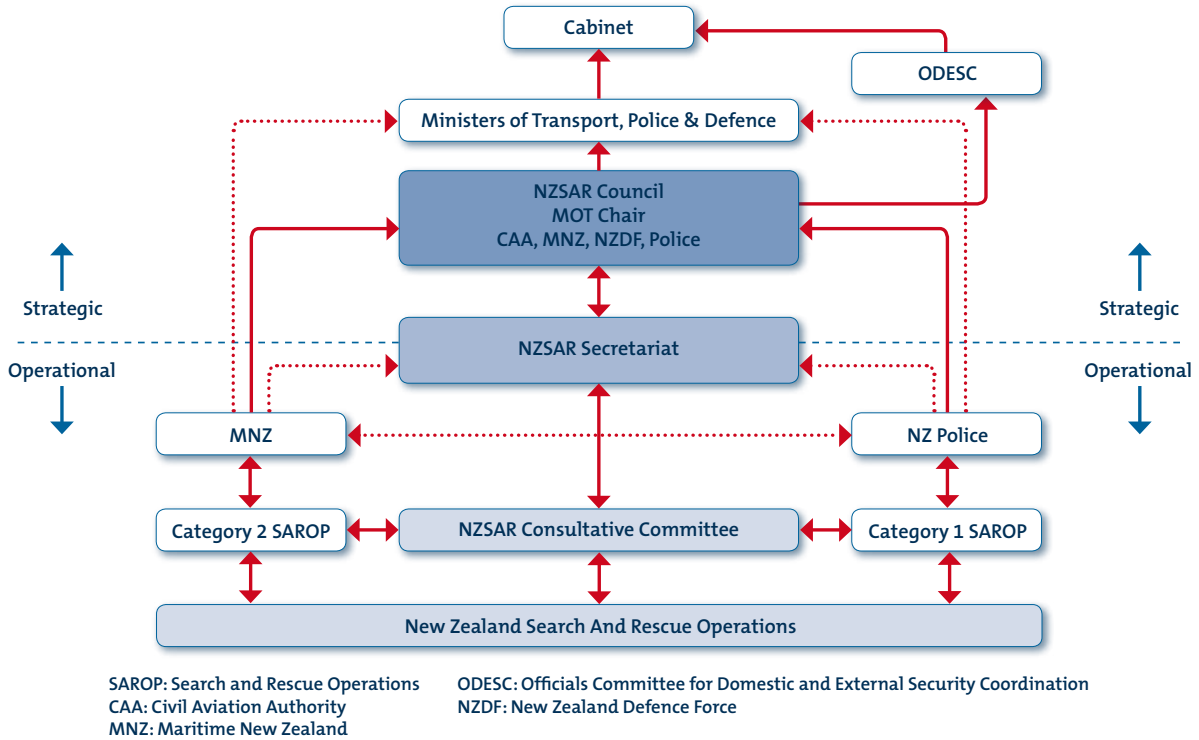 Cabinet
ODESC
Ministers of Transport, Police & Defence
NZSAR Council
MOT Chair
CAA, MNZ, NZDF, Police
Strategic
Strategic
NZSAR Secretariat
Operational
Operational
MNZ
NZ Police
Category 2 SAROP
NZSAR Consultative Committee
Category 1 SAROP
New Zealand Search And Rescue Operations
SAROP: Search and Rescue Operations
CAA: Civil Aviation Authority
MNZ: Maritime New Zealand
ODESC: Officials Committee for Domestic and External Security Coordination
NZDF: New Zealand Defence Force